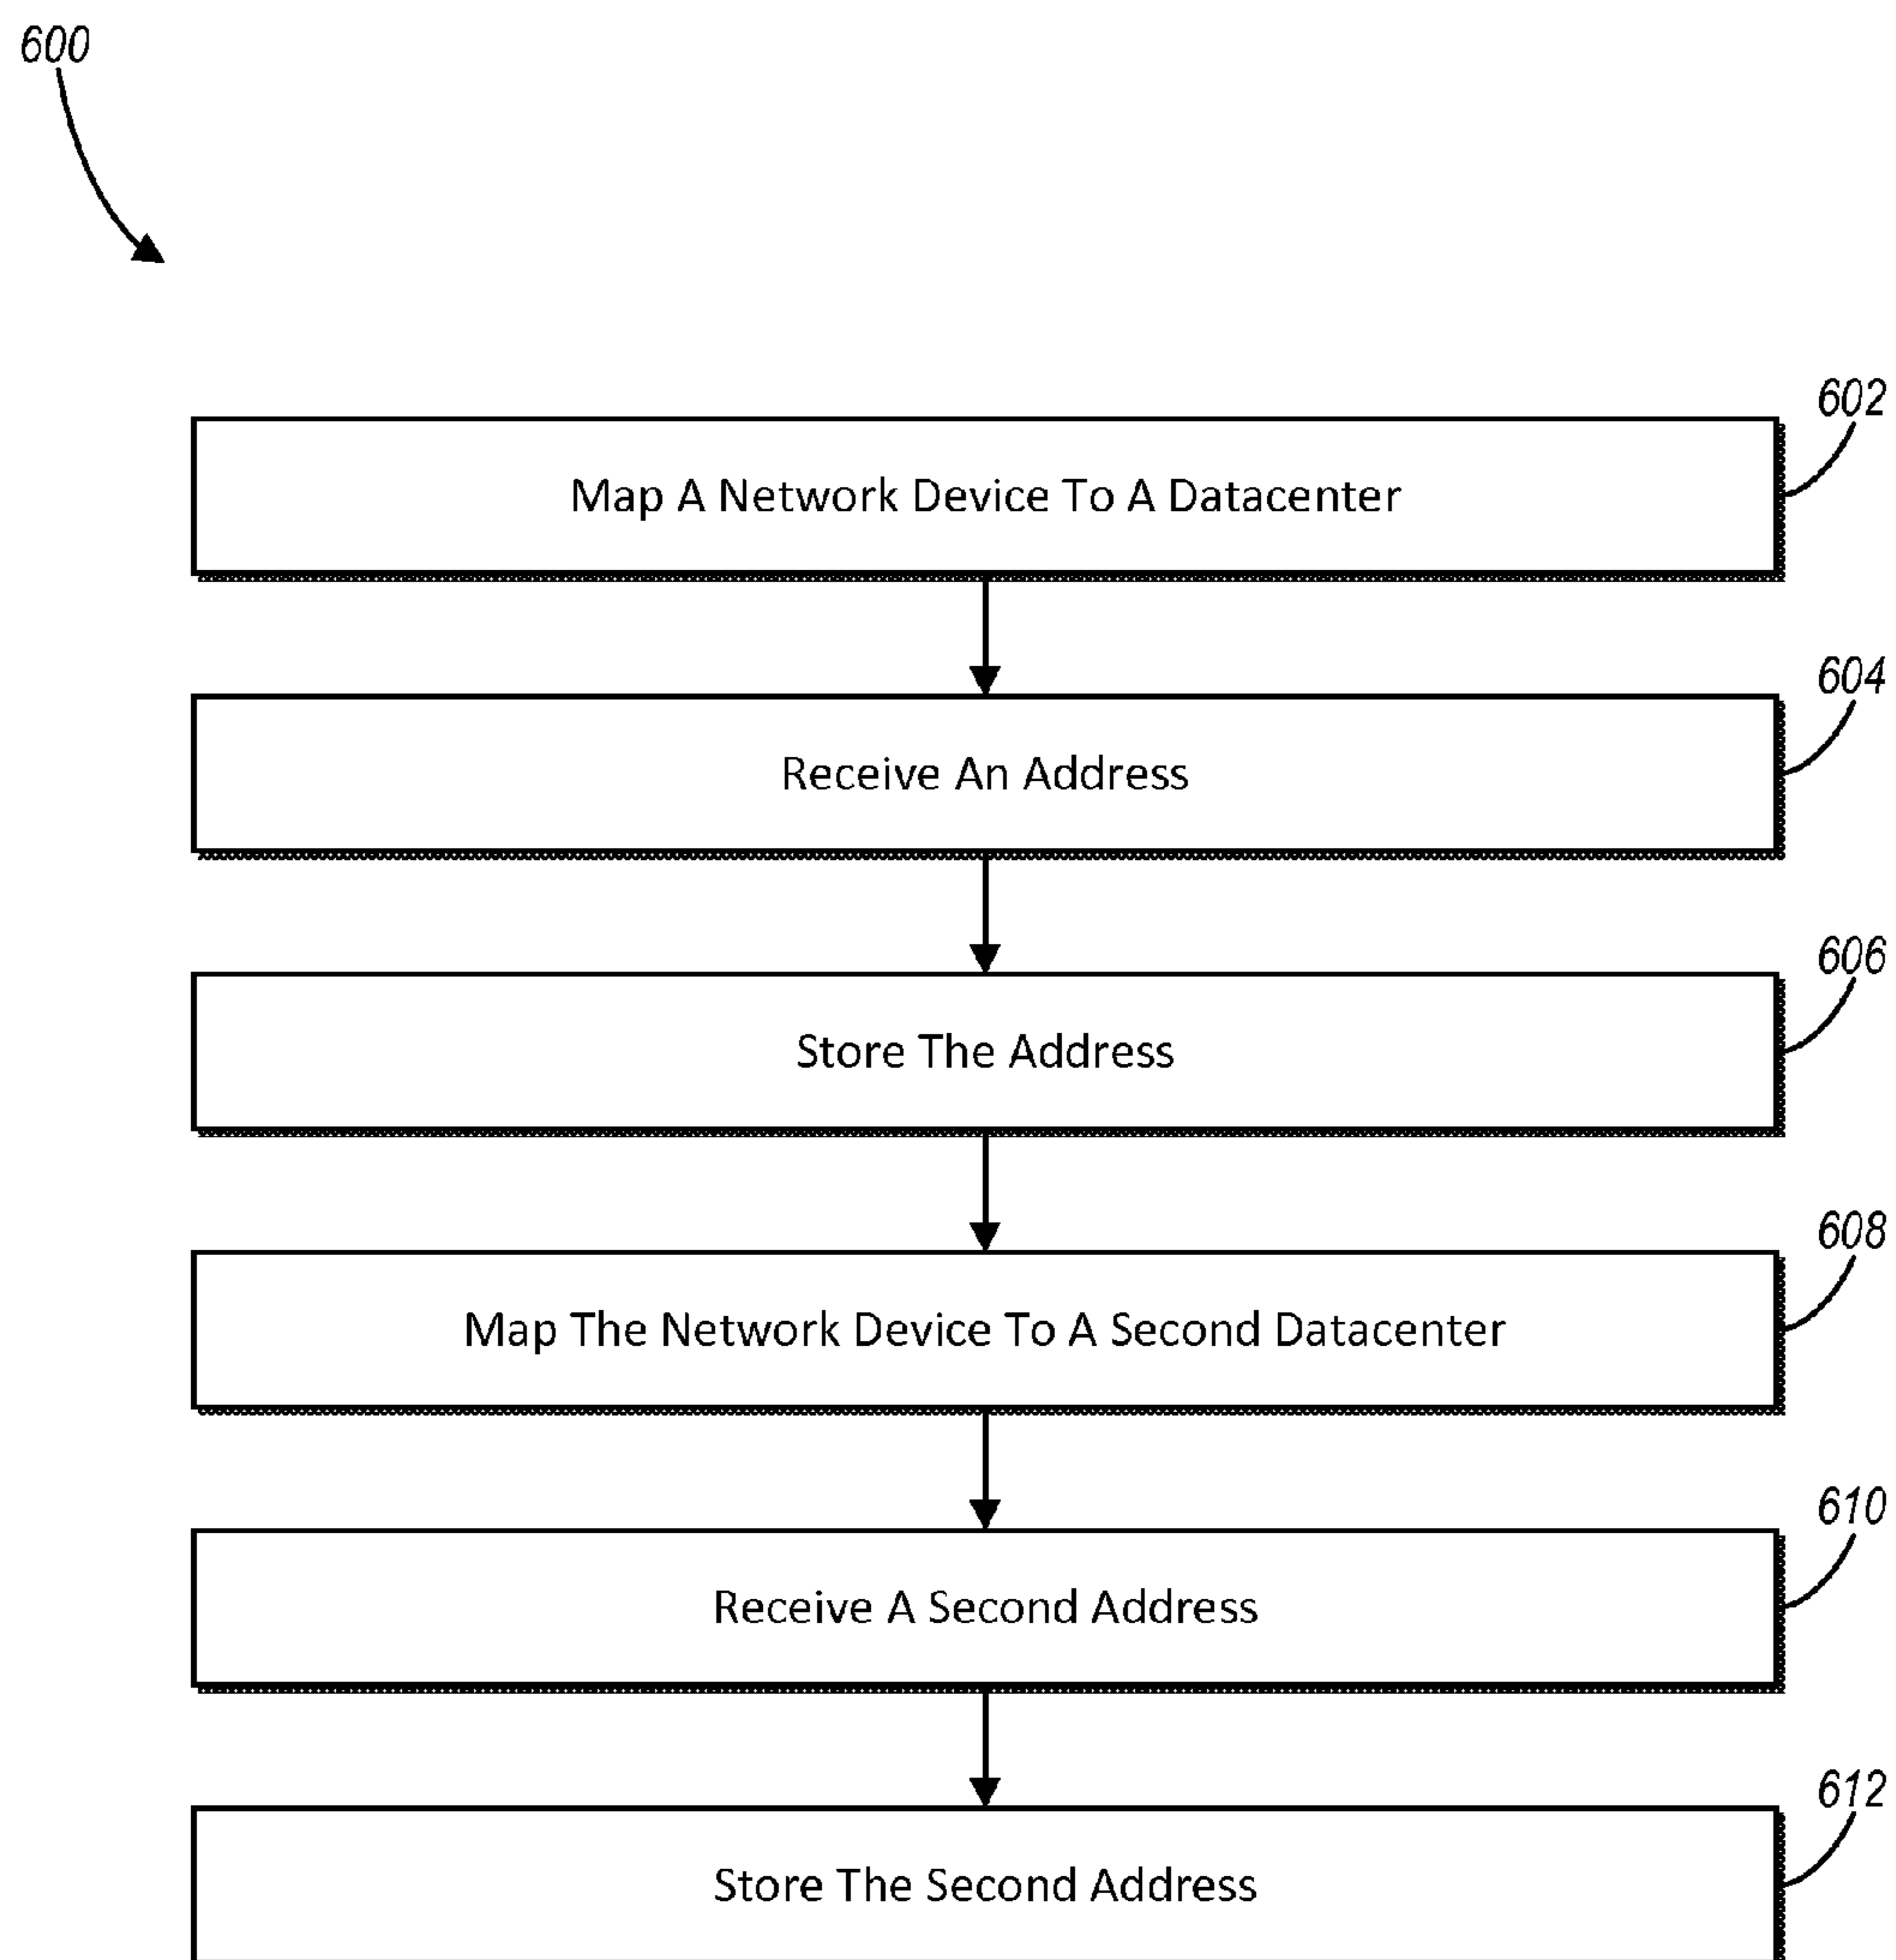 600
602
Map A Network Device To A Datacenter
604
Receive An Address
606
Store The Address
608
Map The Network Device To A Second Datacenter
610
Receive A Second Address
612
Store The Second Address